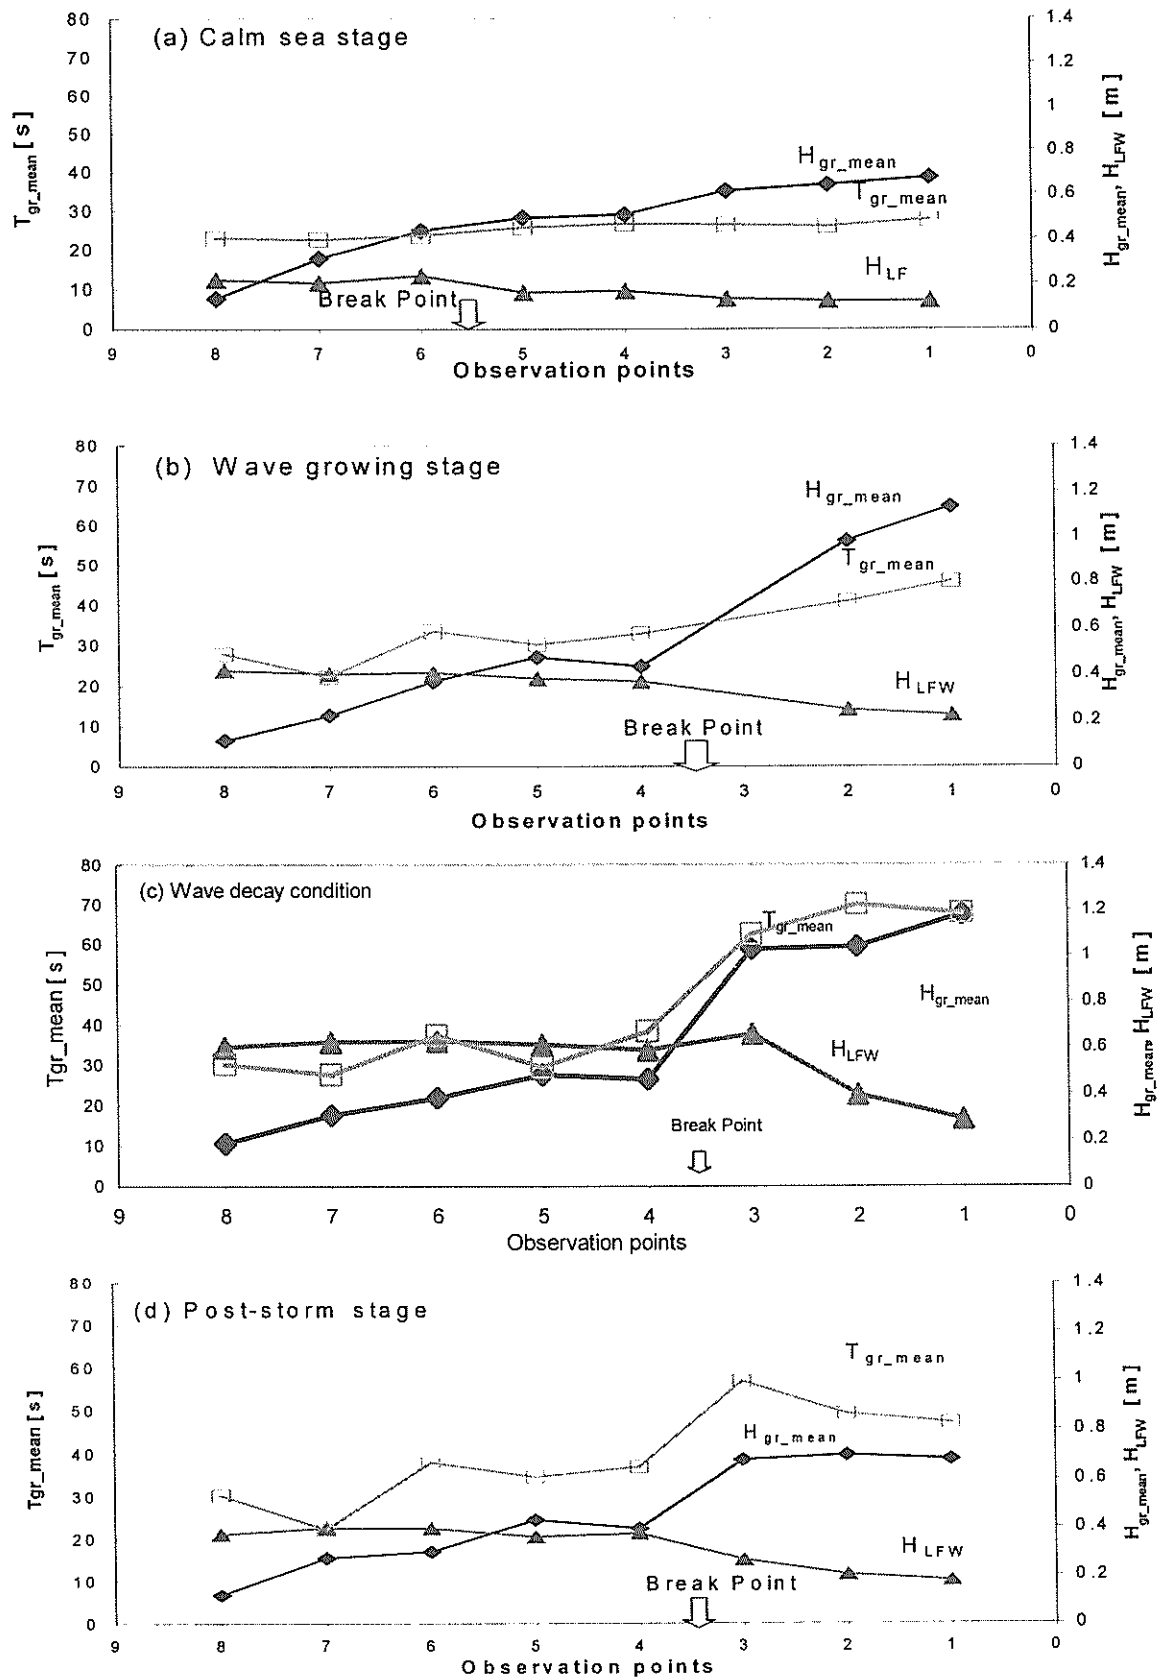 (a) Calm sea stage
80
70
60
50
40
30
20
10
0
T gr_mean [ s ]
1.4
1.2
1
0.8
0.6
0.4
0.2
0
H gr_mean, H LFW [ m ]
H gr_mean
T gr_mean
H LF
Break Point
9 8 7 6 5 4 3 2 1 0
Observation points
(b) Wave growing stage
80
70
60
50
40
30
20
10
0
T gr_mean [ s ]
1.4
1.2
1
0.8
0.6
0.4
0.2
0
H gr_mean, H LFW [ m ]
H gr_mean
T gr_mean
H LFW
Break Point
9 8 7 6 5 4 3 2 1 0
Observation points
(c) Wave decay condition
80
70
60
50
40
30
20
10
0
Tgr_mean [ s ]
1.4
1.2
1
0.8
0.6
0.4
0.2
0
H gr_mean, H LFW [ m ]
T gr_mean
H gr_mean
H LFW
Break Point
9 8 7 6 5 4 3 2 1 0
Observation points
(d) Post-storm stage
80
70
60
50
40
30
20
10
0
Tgr_mean [ s ]
1.4
1.2
1
0.8
0.6
0.4
0.2
0
H gr_mean, H LFW [ m ]
T gr_mean
H gr_mean
H LFW
Break Point
9 8 7 6 5 4 3 2 1 0
Observation points